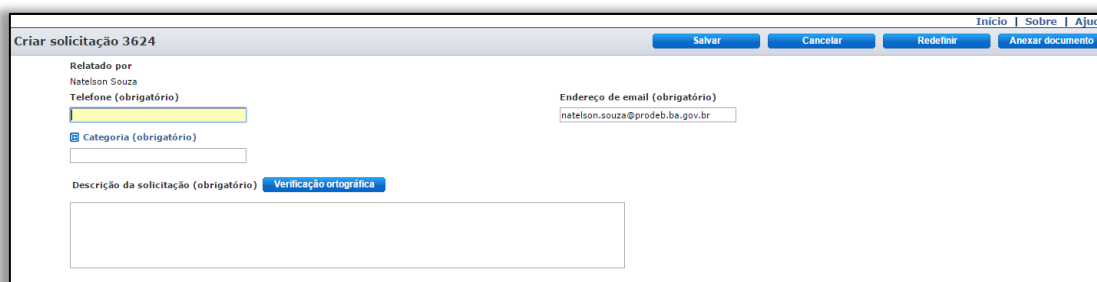 Início | Sobre | Ajuc
Criar solicitação 3624 Salvar Cancelar Redefinir Anexar documento
Relatado por
Natelson Souza
Telefone (obrigatório) Endereço de email (obrigatório)
natelson.souza@prodeb.ba.gov.br
Categoria (obrigatório)
Descrição da solicitação (obrigatório) Verificação ortográfica